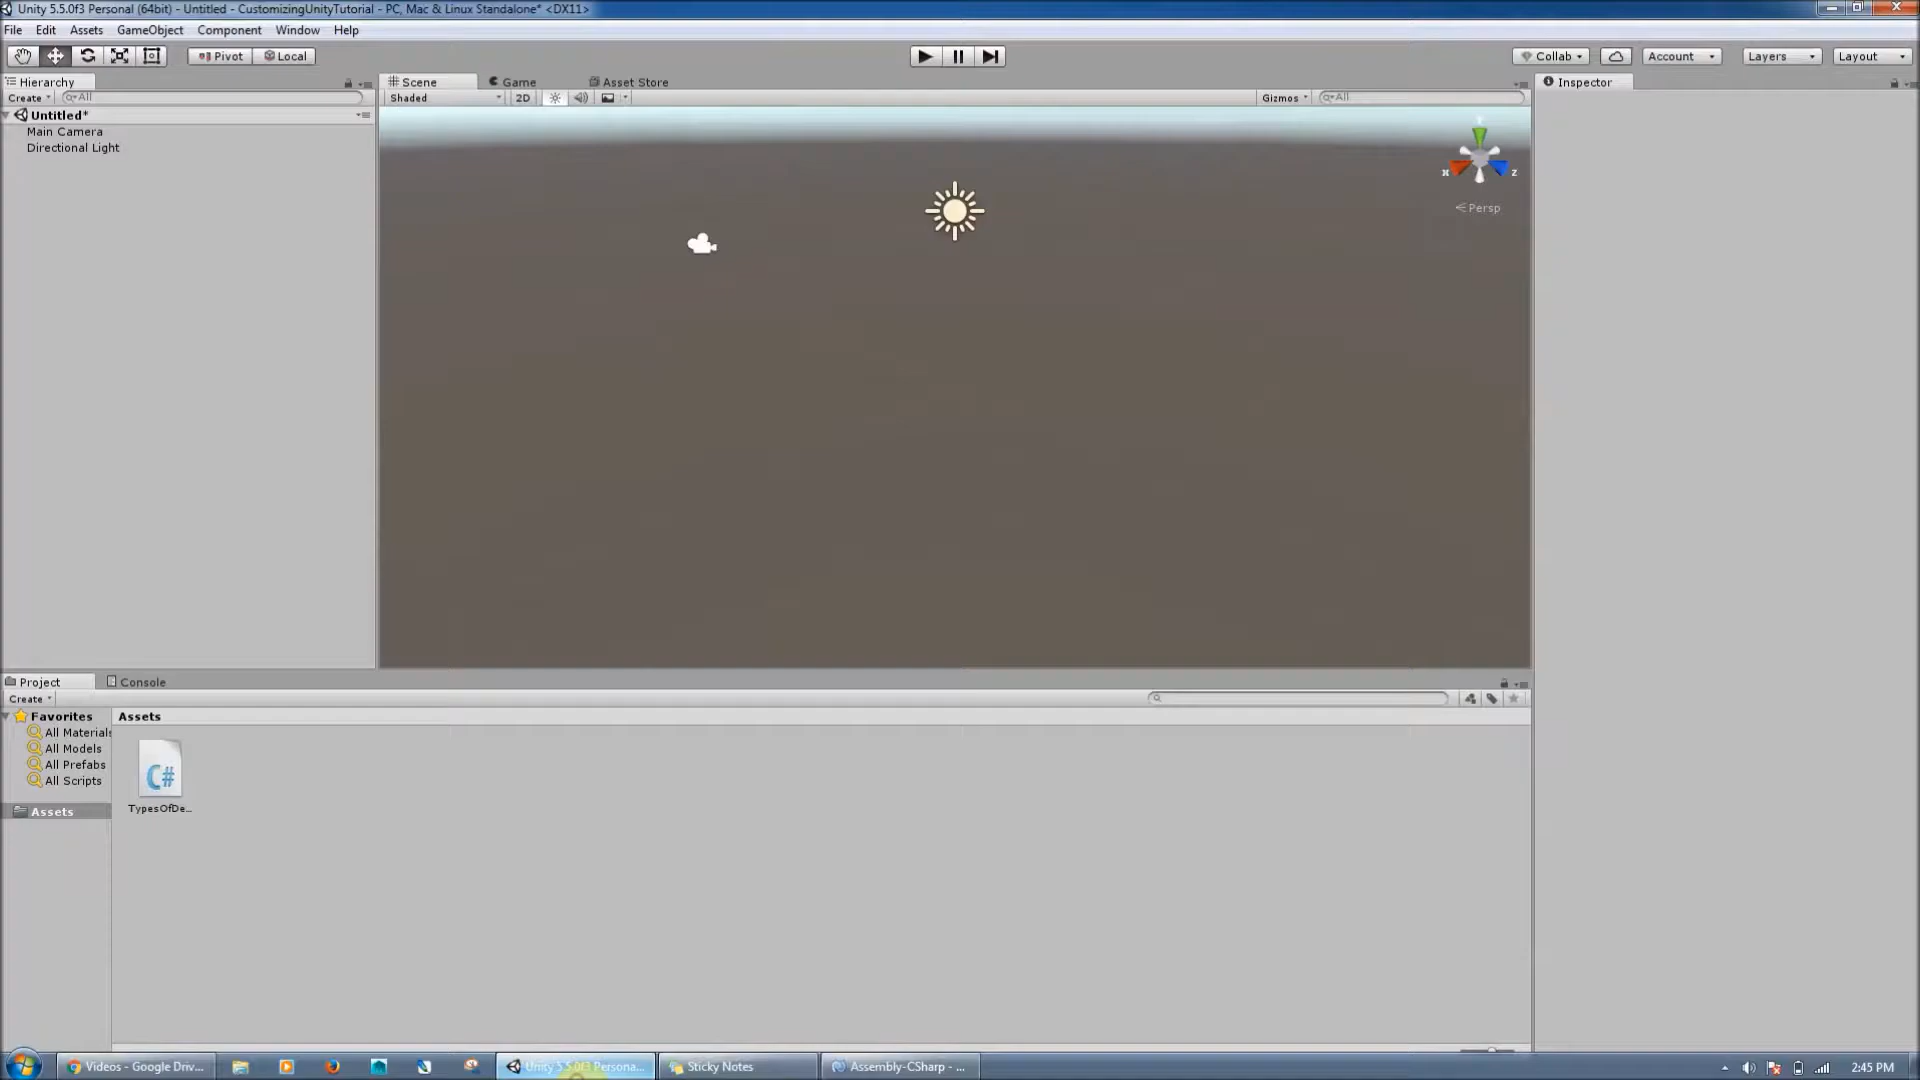 Unity 5.5.0f3 Personal (64bit) - Untitled - CustomizingUnityTutorial - PC, Mac & Linux Standalone* <DX11>
File Edit Assets GameObject Component Window Help
Pivot Local Collab Account Layers Layout
Hierarchy Scene Game Asset Store Inspector
Create All Shaded 2D Gizmos All
Untitled*
Main Camera
Directional Light
x z
Persp
Project Console
Create
Favorites Assets
All Materials
All Models
All Prefabs
All Scripts
C#
TypesOfDe...
Assets
Videos - Google Driv... Unity 5.5.0f3 Persona... Sticky Notes Assembly-CSharp - ... 2:45 PM